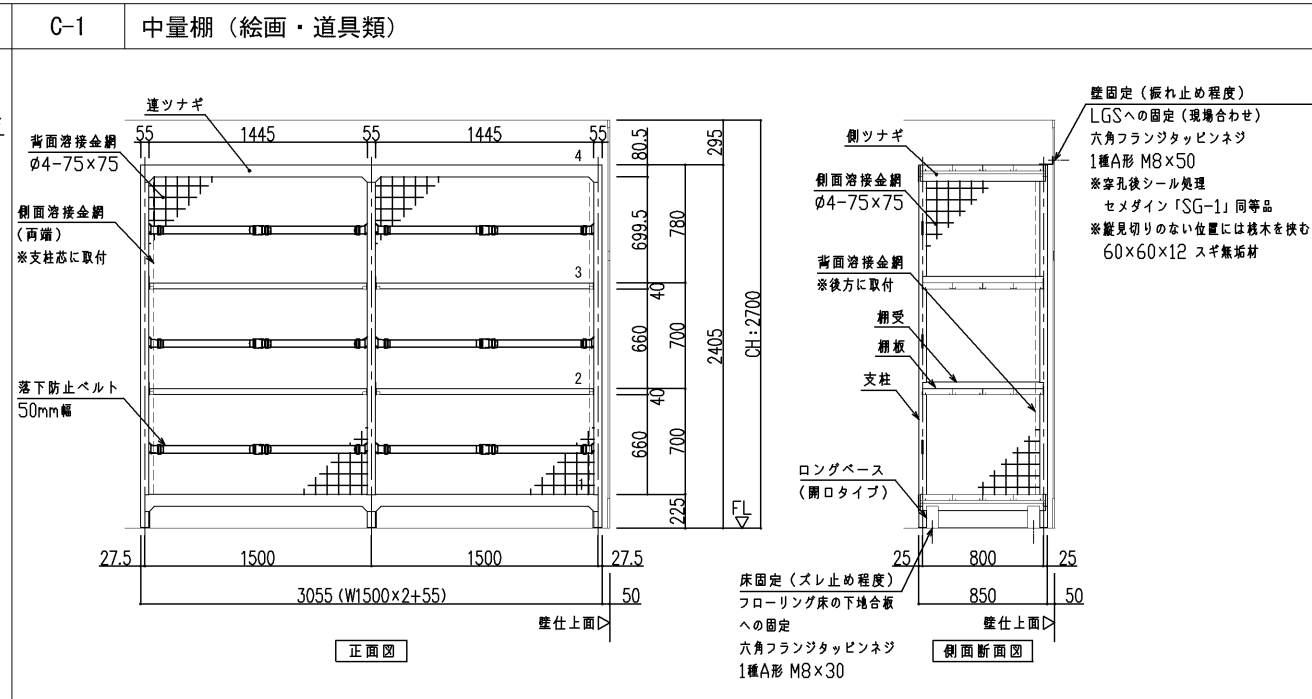 C-1
中量棚（絵画・道具類）
連ツナギ
背面溶接金網
Ø4-75×75
側面溶接金網
(両端)
※支柱芯に取付
落下防止ベルト
50mm幅
55
1445
55
1445
55
4
3
2
1
80.5
699.5
40
660
40
660
780
700
700
225
295
2405
CH:2700
FL
27.5
1500
1500
27.5
3055 (W1500×2+55)
50
壁仕上面
正面図
側ツナギ
側面溶接金網
Ø4-75×75
背面溶接金網
※後方に取付
棚受
棚板
支柱
ロングベース
(開口タイプ)
床固定（ズレ止め程度）
フローリング床の下地合板
への固定
六角フランジタッピンネジ
1種A形 M8×30
25
800
25
850
50
壁仕上面
側面断面図
壁固定（振れ止め程度）
LGSへの固定（現場合わせ）
六角フランジタッピンネジ
1種A形 M8×50
※穿孔後シール処理
セメダイン「SG-1」同等品
※縦見切りのない位置には桟木を挟む
60×60×12 スギ無垢材